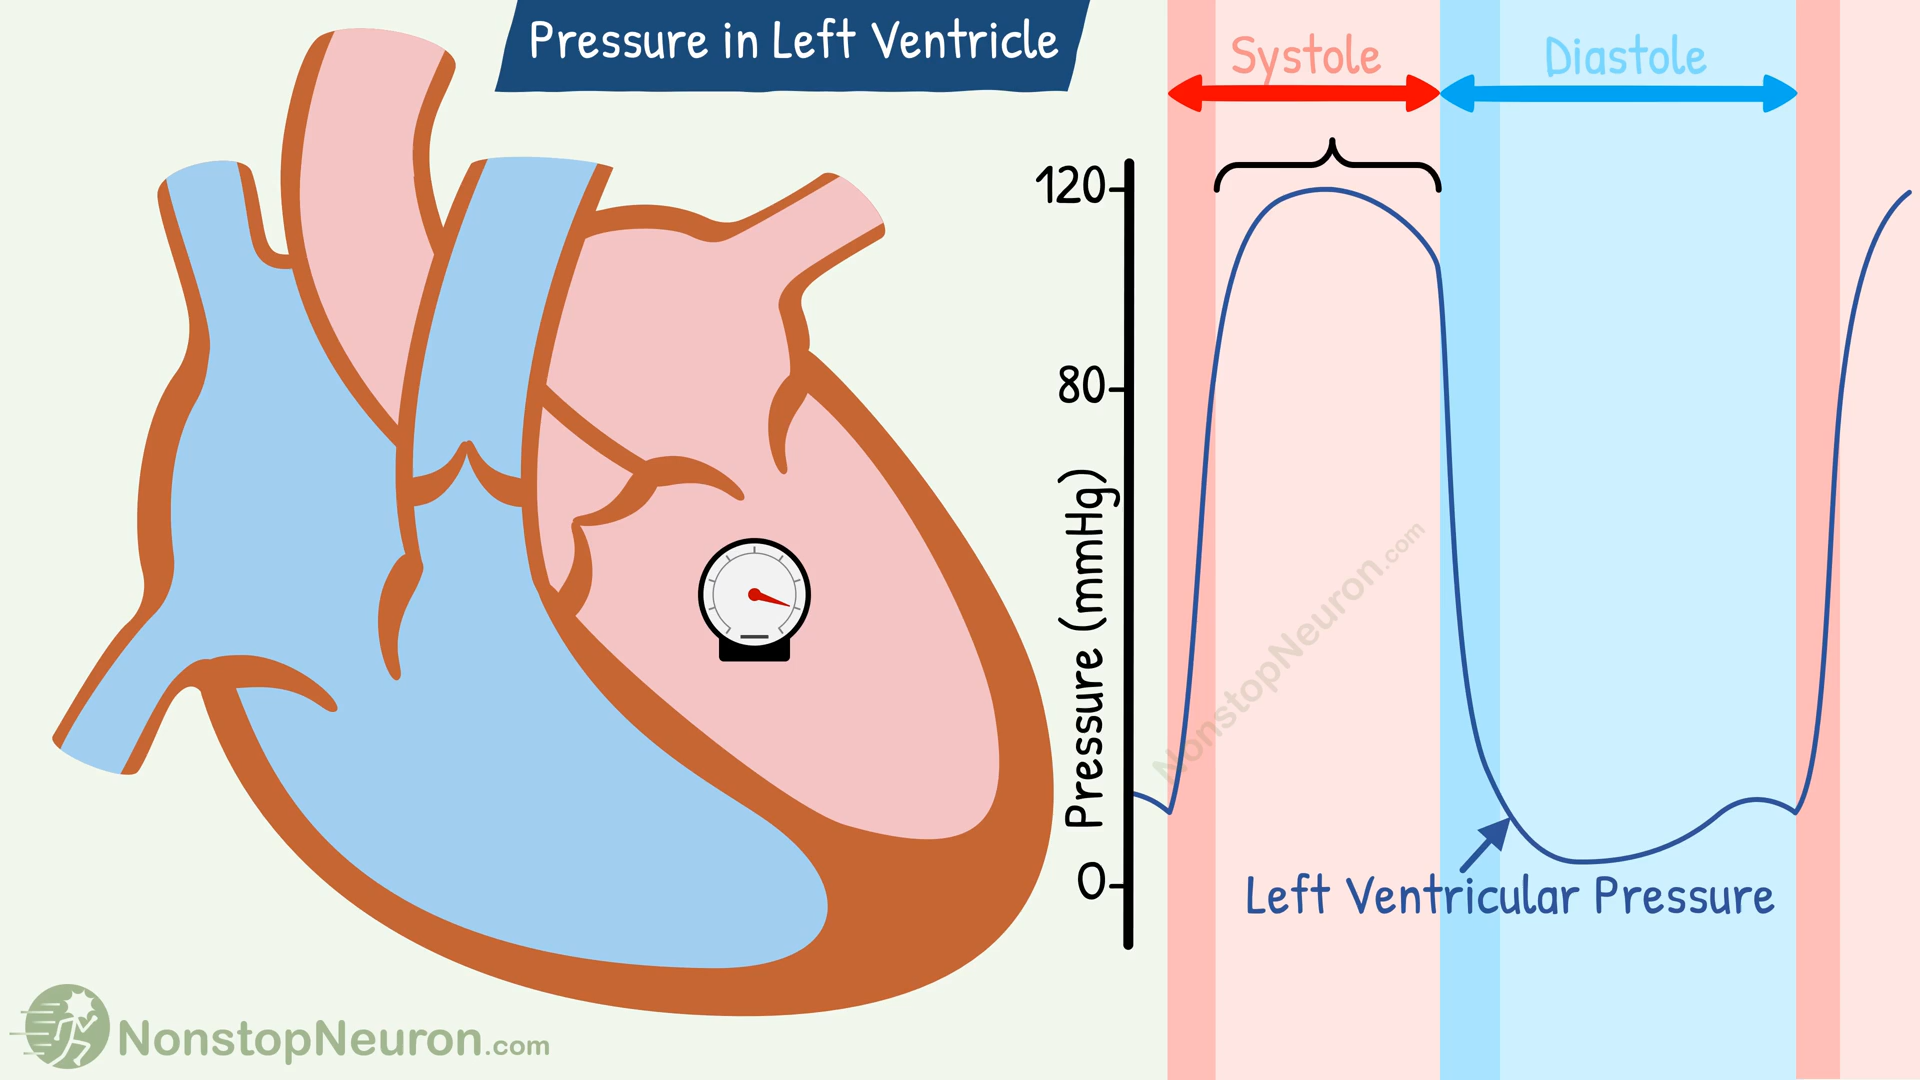 Pressure in Left Ventricle
Systole
Diastole
120
80
0
Pressure (mmHg)
Left Ventricular Pressure
NonstopNeuron.com
NonstopNeuron.com